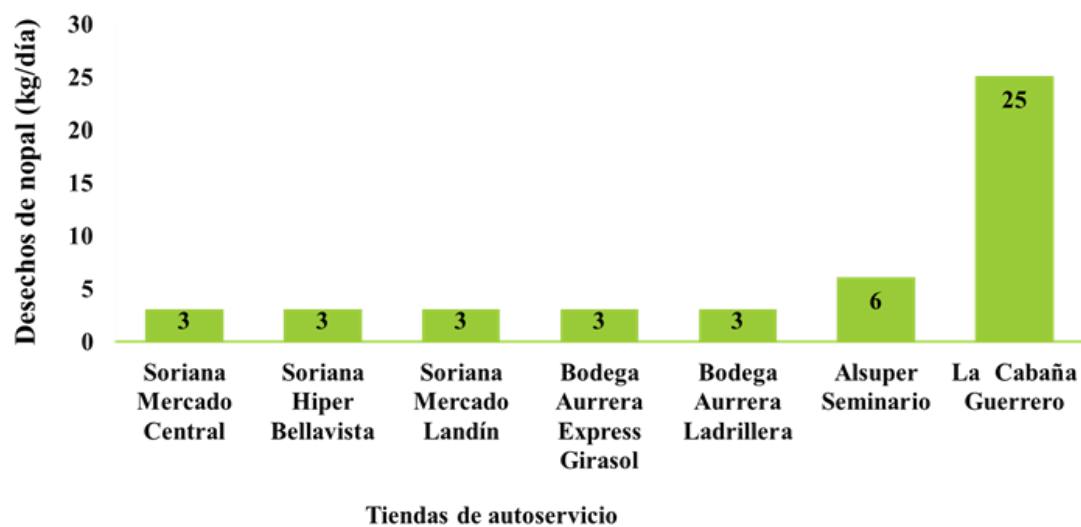 Desechos de nopal (kg/día)
30
25
20
15
10
5
0
3
3
3
3
3
6
25
Soriana
Mercado
Central
Soriana
Hiper
Bellavista
Soriana
Mercado
Landín
Bodega
Aurrera
Express
Girasol
Bodega
Aurrera
Ladrillera
Alsuper
Seminario
La Cabaña
Guerrero
Tiendas de autoservicio